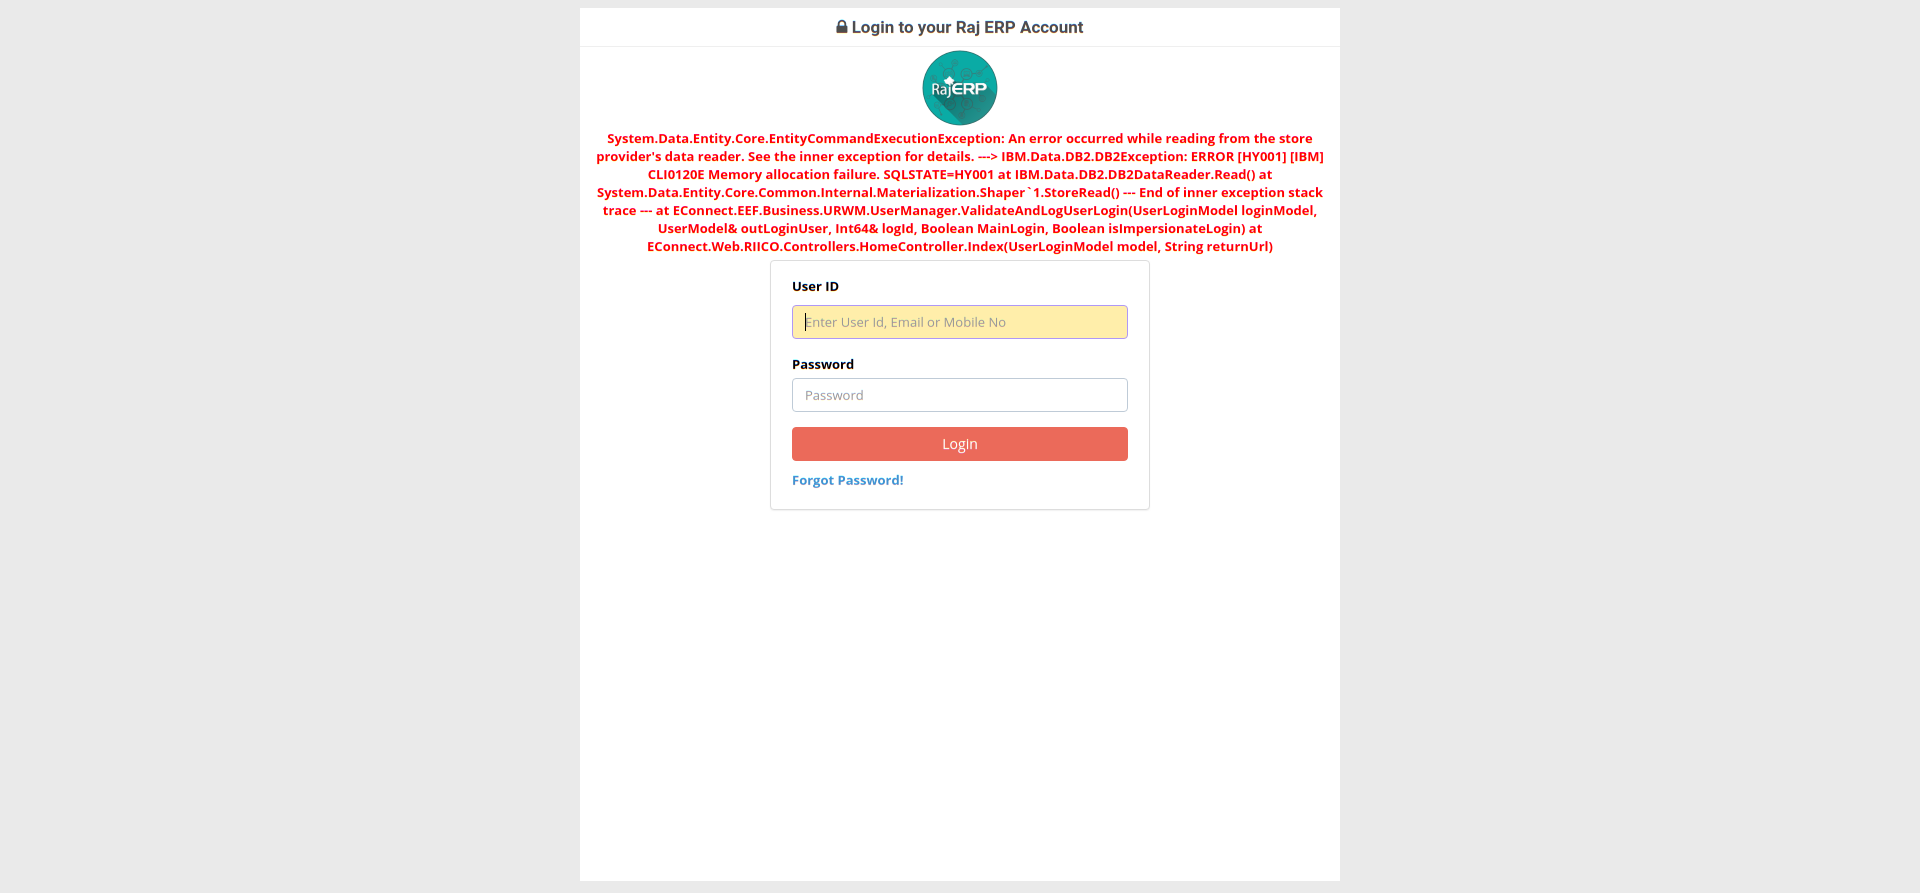 Login to your Raj ERP Account
RajERP
System.Data.Entity.Core.EntityCommandExecutionException: An error occurred while reading from the store
provider's data reader. See the inner exception for details. ---> IBM.Data.DB2.DB2Exception: ERROR [HY001] [IBM]
CLI0120E Memory allocation failure. SQLSTATE=HY001 at IBM.Data.DB2.DB2DataReader.Read() at
System.Data.Entity.Core.Common.Internal.Materialization.Shaper`1.StoreRead() --- End of inner exception stack
trace --- at EConnect.EEF.Business.URWM.UserManager.ValidateAndLogUserLogin(UserLoginModel loginModel,
UserModel& outLoginUser, Int64& logId, Boolean MainLogin, Boolean isImpersonateLogin) at
EConnect.Web.RIICO.Controllers.HomeController.Index(UserLoginModel model, String returnUrl)
User ID
Enter User Id, Email or Mobile No
Password
Password
Login
Forgot Password!